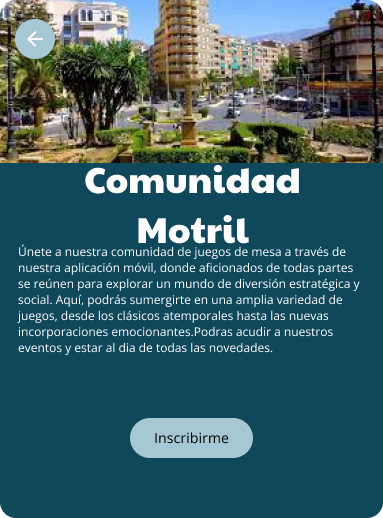 Comunidad
Motril
Únete a nuestra comunidad de juegos de mesa a través de
nuestra aplicación móvil, donde aficionados de todas partes
se reúnen para explorar un mundo de diversión estratégica y
social. Aquí, podrás sumergirte en una amplia variedad de
juegos, desde los clásicos atemporales hasta las nuevas
incorporaciones emocionantes.Podras acudir a nuestros
eventos y estar al dia de todas las novedades.
Inscribirme